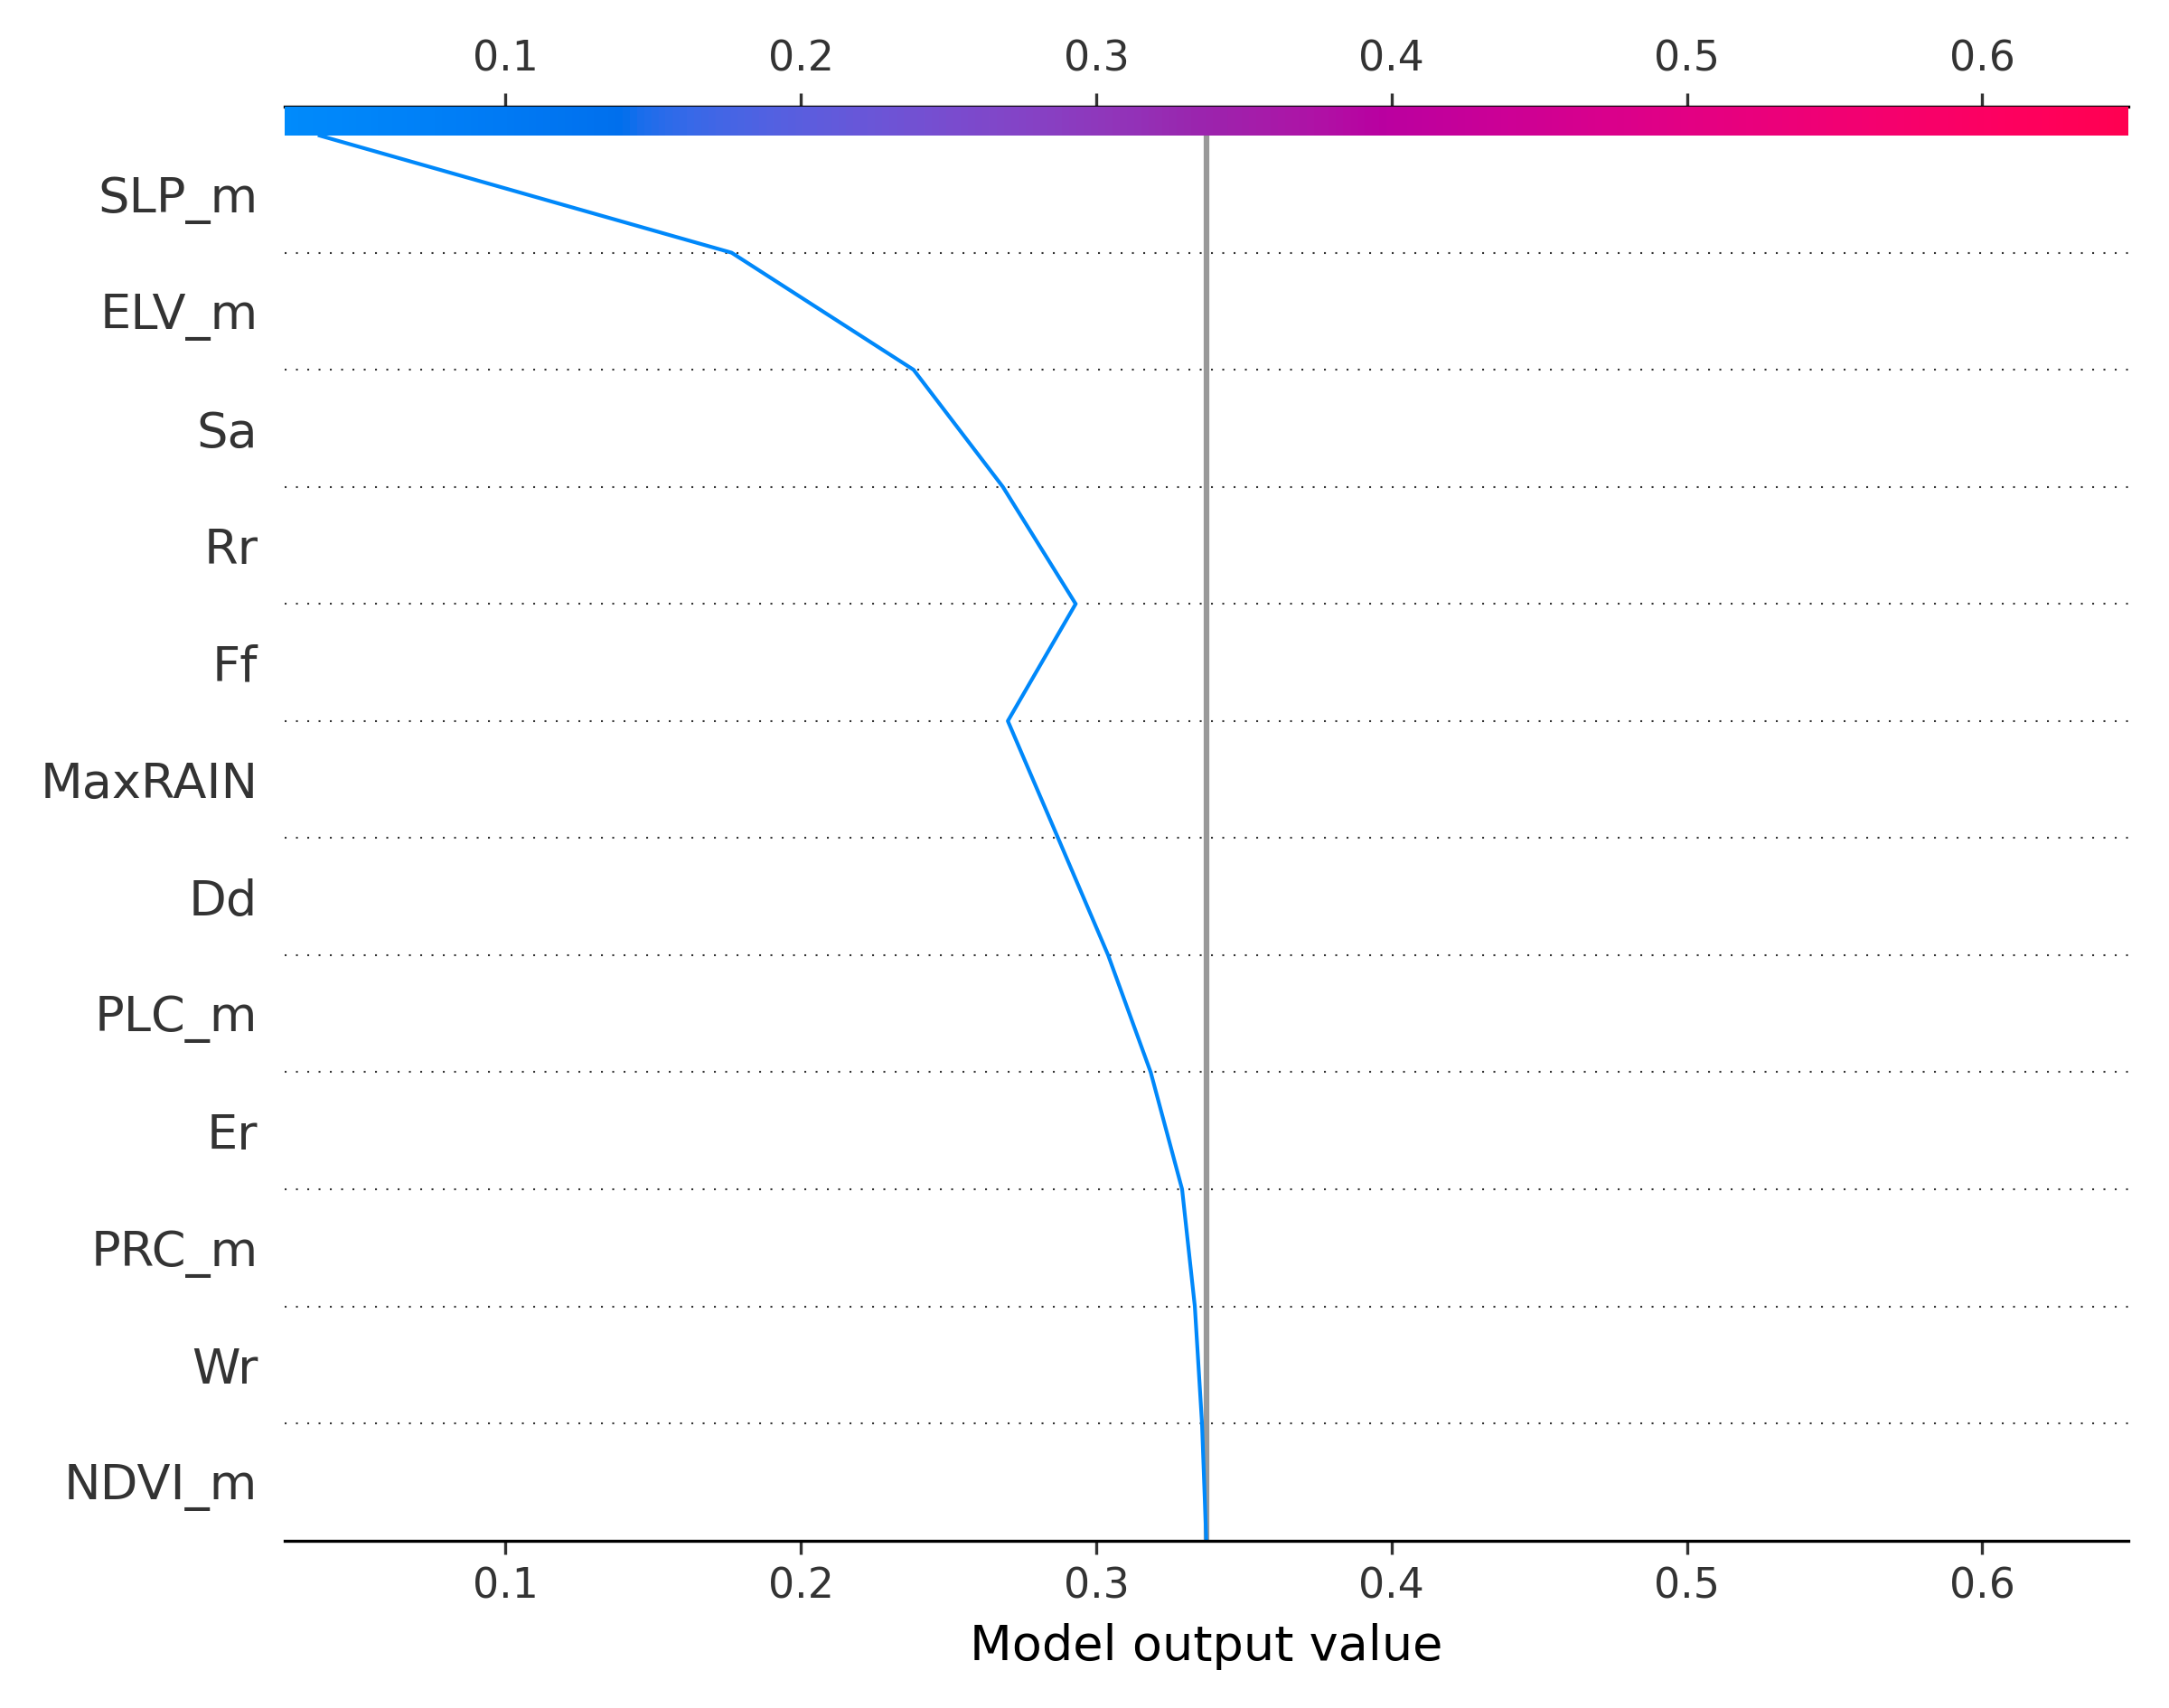 0.1 0.2 0.3 0.4 0.5 0.6
SLP_m
ELV_m
Sa
Rr
Ff
MaxRAIN
Dd
PLC_m
Er
PRC_m
Wr
NDVI_m
0.1 0.2 0.3 0.4 0.5 0.6
Model output value